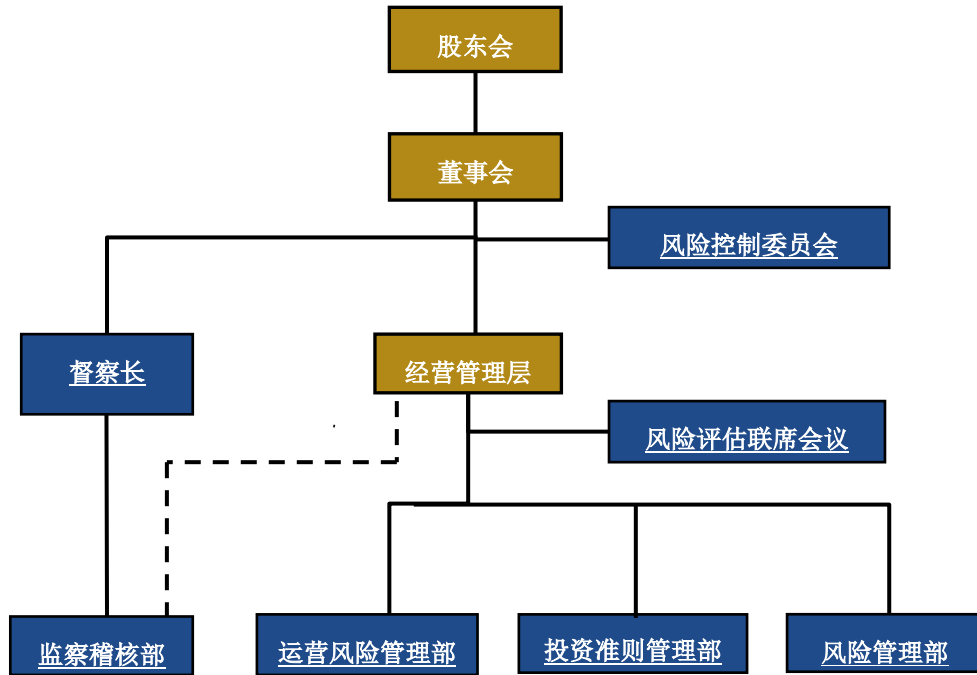 股东会
董事会
风险控制委员会
督察长
经营管理层
风险评估联席会议
监察稽核部
运营风险管理部
投资准则管理部
风险管理部